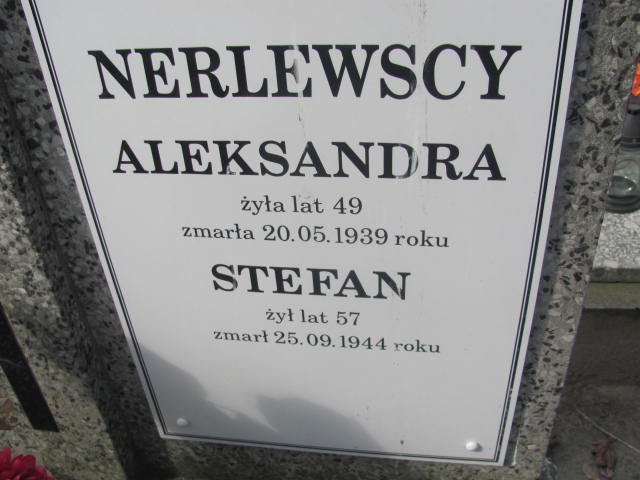 NERLEWSCY
ALEKSANDRA
żyła lat 49
zmarła 20.05.1939 roku
STEFAN
żył lat 57
zmarł 25.09.1944 roku